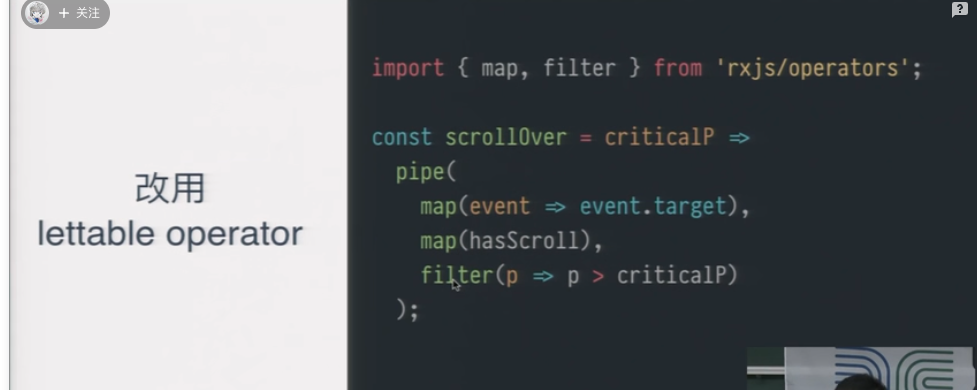 + 关注
?
改用
lettable operator
import { map, filter } from 'rxjs/operators';
const scrollOver = criticalP =>
pipe(
map(event => event.target),
map(hasScroll),
filter(p => p > criticalP)
);